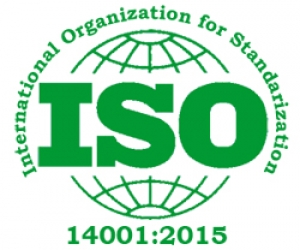 International Organization for Standarization
ISO
14001:2015